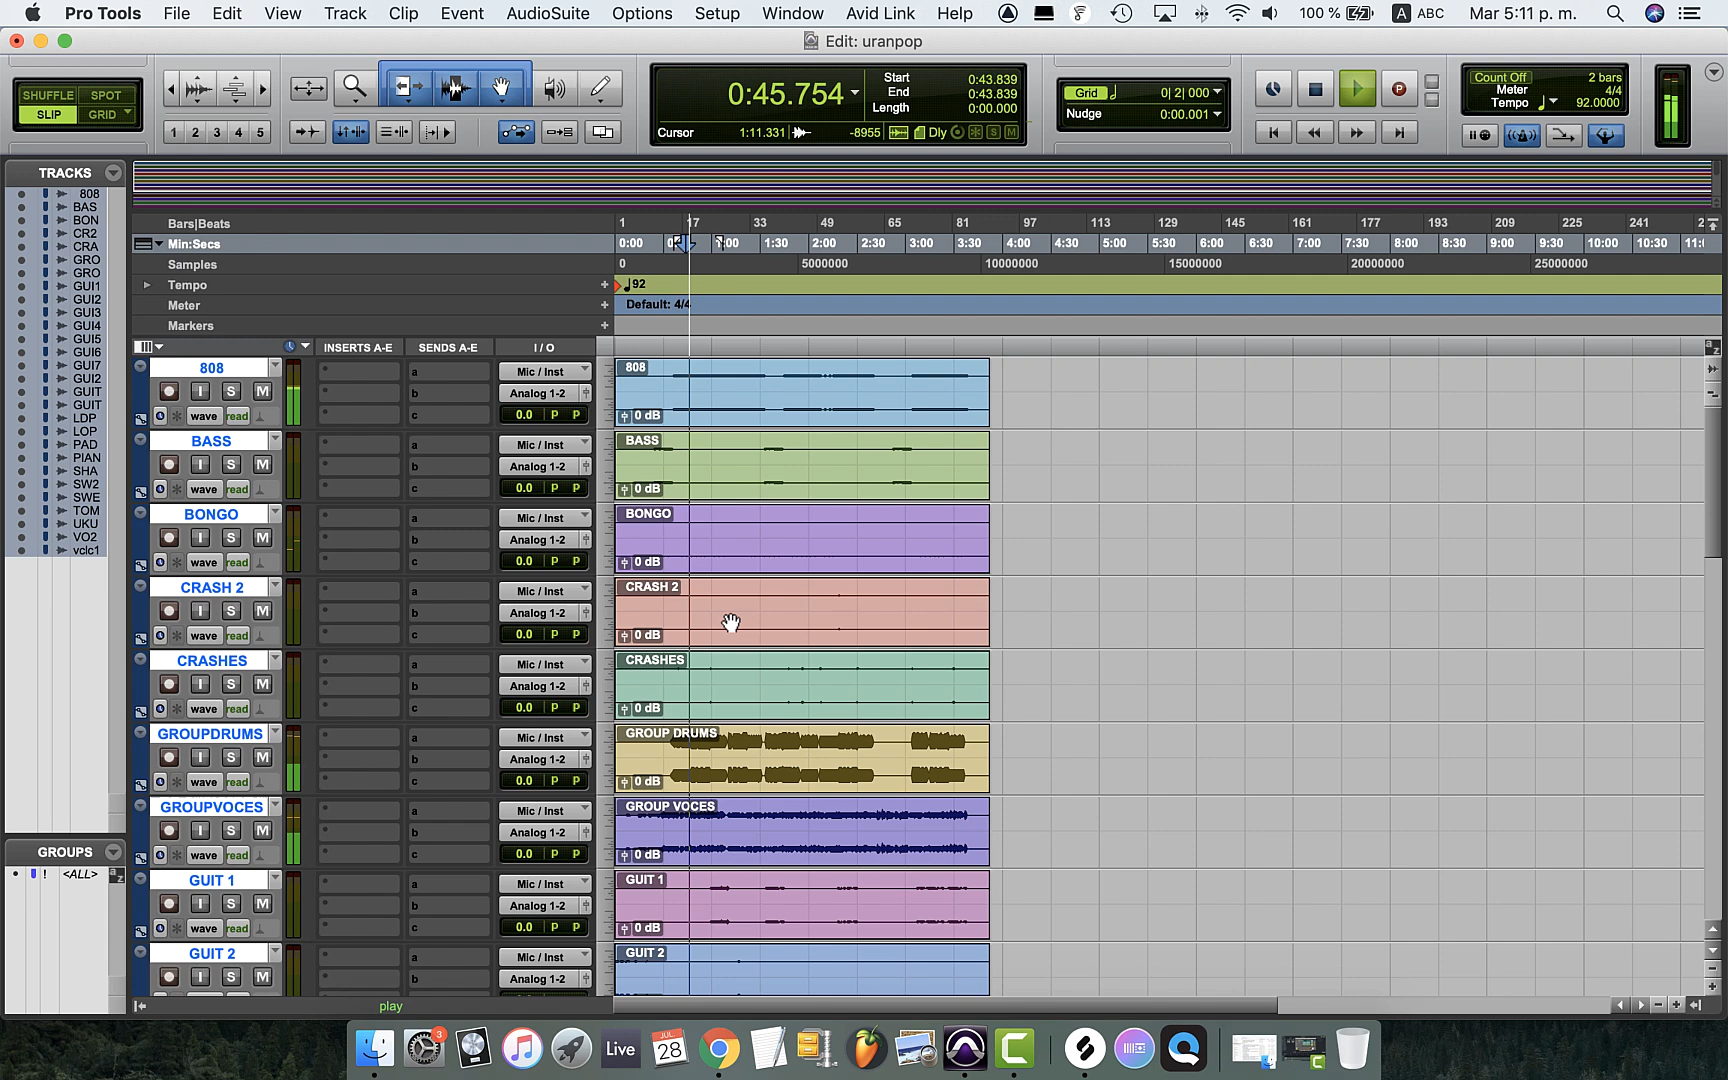 Pro Tools File Edit View Track Clip Event AudioSuite Options Setup Window Avid Link Help 100 % A ABC Mar 5:11 p. m.
Edit: uranpop
SHUFFLE SPOT
SLIP GRID
1 2 3 4 5
0:45.754
Start 0:43.839
End 0:43.839
Length 0:00.000
Cursor 1:11.331 -8955 Dly S M
Grid 0| 2| 000
Nudge 0:00.001
Count Off 2 bars
Meter 4/4
Tempo 92.0000
TRACKS
808
BAS
BON
CR2
CRA
GRO
GRO
GUI1
GUI2
GUI3
GUI4
GUI5
GUI6
GUI7
GUI2
GUIT
GUIT
LDP
LOP
PAD
PIAN
SHA
SW2
SWE
TOM
UKU
VO2
vclc1
GROUPS
! <ALL> a z
Bars|Beats 1 17 33 49 65 81 97 113 129 145 161 177 193 209 225 241 2
Min:Secs 0:00 1:30 2:00 2:30 3:00 3:30 4:00 4:30 5:00 5:30 6:00 6:30 7:00 7:30 8:00 8:30 9:00 9:30 10:00 10:30
Samples 0 5000000 10000000 15000000 20000000 25000000
Tempo + 92
Meter + Default: 4/4
Markers +
INSERTS A-E SENDS A-E I / O
808 a Mic / Inst 808
I S M b Analog 1-2
wave read c 0.0 P P 0 dB
BASS a Mic / Inst BASS
I S M b Analog 1-2
wave read c 0.0 P P 0 dB
BONGO a Mic / Inst BONGO
I S M b Analog 1-2
wave read c 0.0 P P 0 dB
CRASH 2 a Mic / Inst CRASH 2
I S M b Analog 1-2
wave read c 0.0 P P 0 dB
CRASHES a Mic / Inst CRASHES
I S M b Analog 1-2
wave read c 0.0 P P 0 dB
GROUPDRUMS a Mic / Inst GROUP DRUMS
I S M b Analog 1-2
wave read c 0.0 P P 0 dB
GROUPVOCES a Mic / Inst GROUP VOCES
I S M b Analog 1-2
wave read c 0.0 P P 0 dB
GUIT 1 a Mic / Inst GUIT 1
I S M b Analog 1-2
wave read c 0.0 P P 0 dB
GUIT 2 a Mic / Inst GUIT 2
I S M b Analog 1-2
play
3
Live
JUL
28